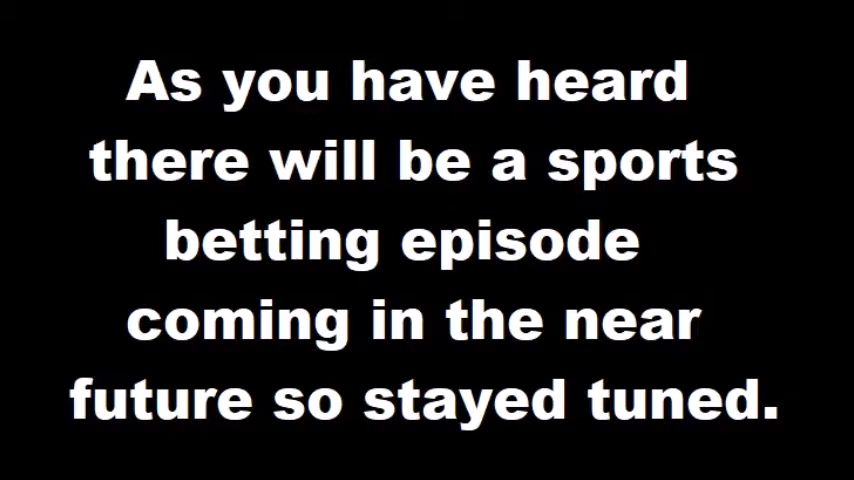 As you have heard
there will be a sports
betting episode
coming in the near
future so stayed tuned.